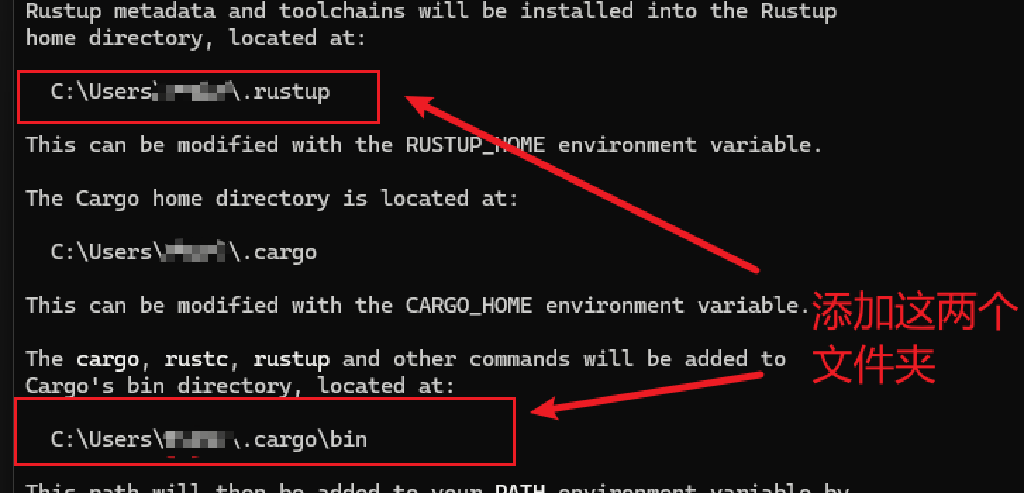 Rustup metadata and toolchains will be installed into the Rustup
home directory, located at:
C:\Users\.rustup
This can be modified with the RUSTUP_HOME environment variable.
The Cargo home directory is located at:
C:\Users\\.cargo
This can be modified with the CARGO_HOME environment variable.
添加这两个
文件夹
The cargo, rustc, rustup and other commands will be added to
Cargo's bin directory, located at:
C:\Users\\.cargo\bin
This path will then be added to your PATH environment variable by